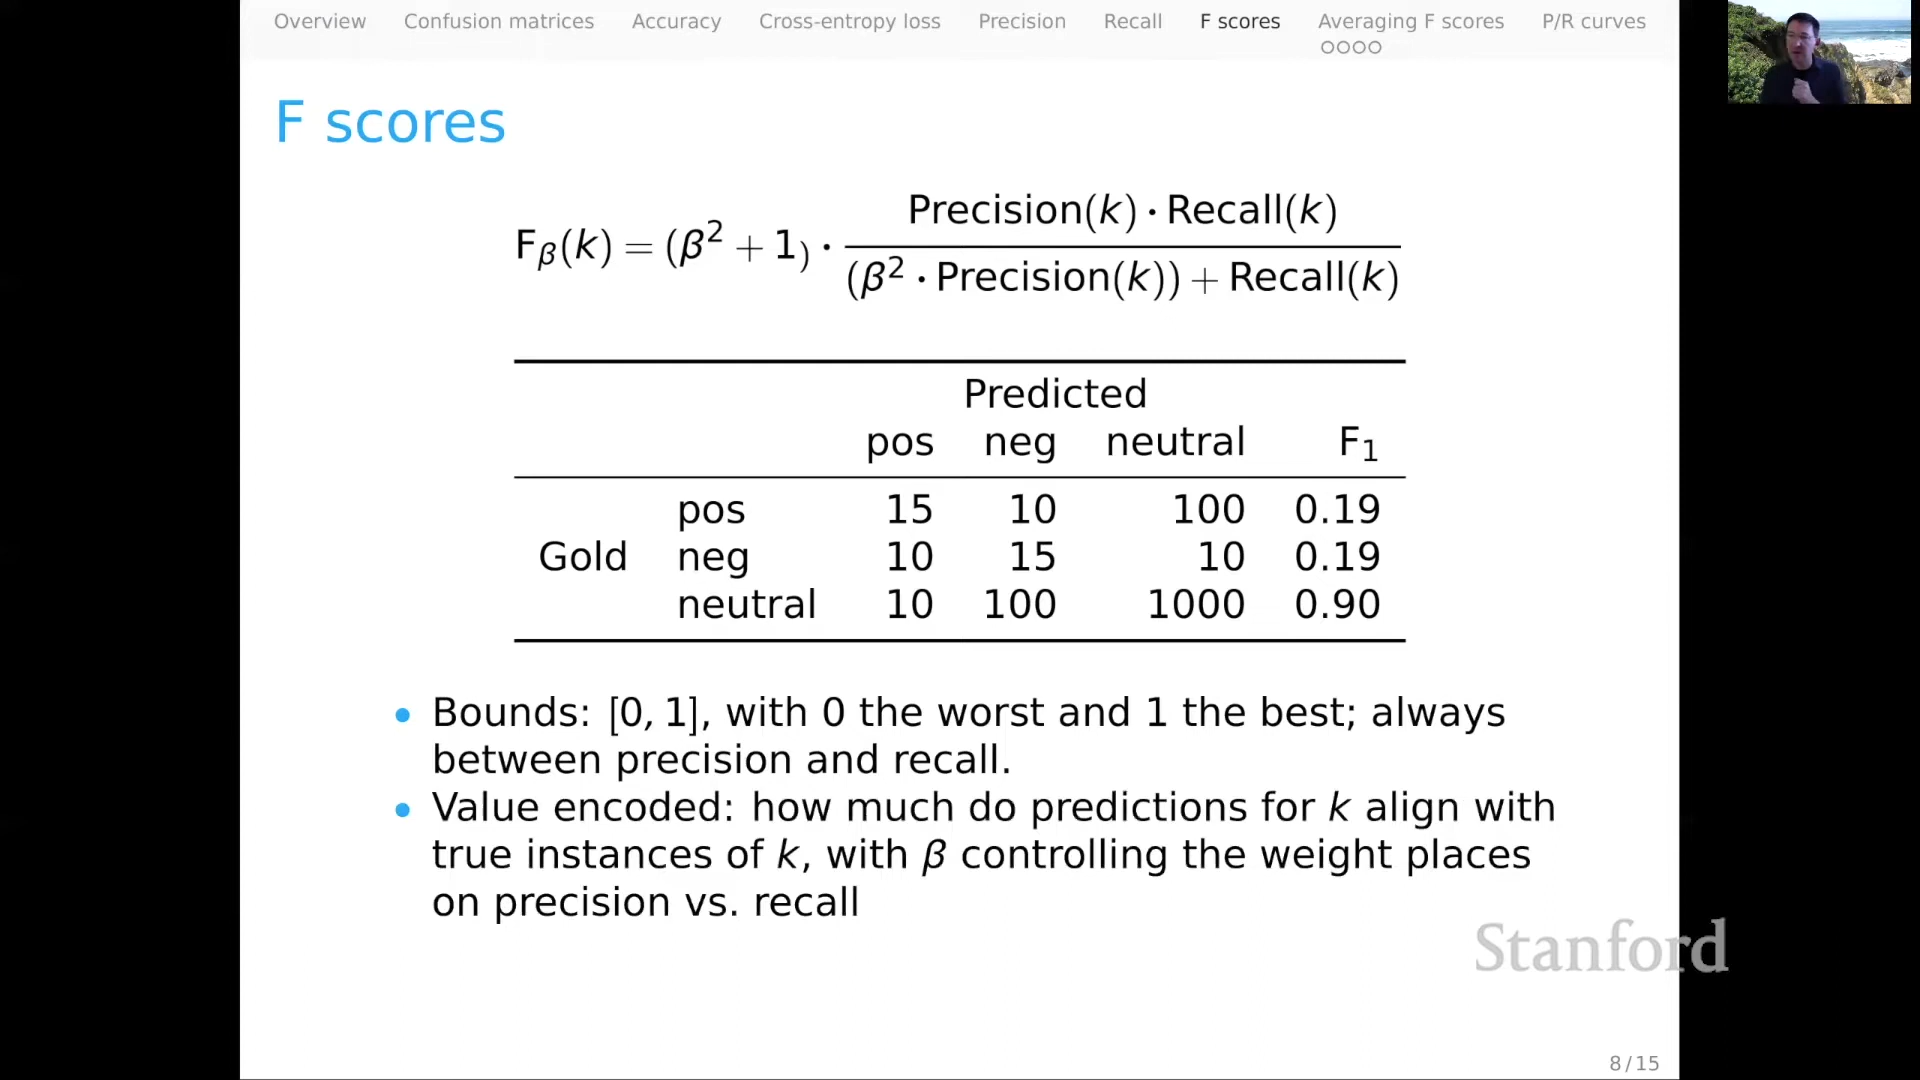 Overview Confusion matrices Accuracy Cross-entropy loss Precision Recall F scores Averaging F scores P/R curves
F scores
Fβ(k) = (β² + 1) · Precision(k) · Recall(k) / (β² · Precision(k)) + Recall(k)
Predicted
pos neg neutral F₁
pos 15 10 100 0.19
Gold neg 10 15 10 0.19
neutral 10 100 1000 0.90
• Bounds: [0, 1], with 0 the worst and 1 the best; always
between precision and recall.
• Value encoded: how much do predictions for k align with
true instances of k, with β controlling the weight places
on precision vs. recall
Stanford
8 / 15